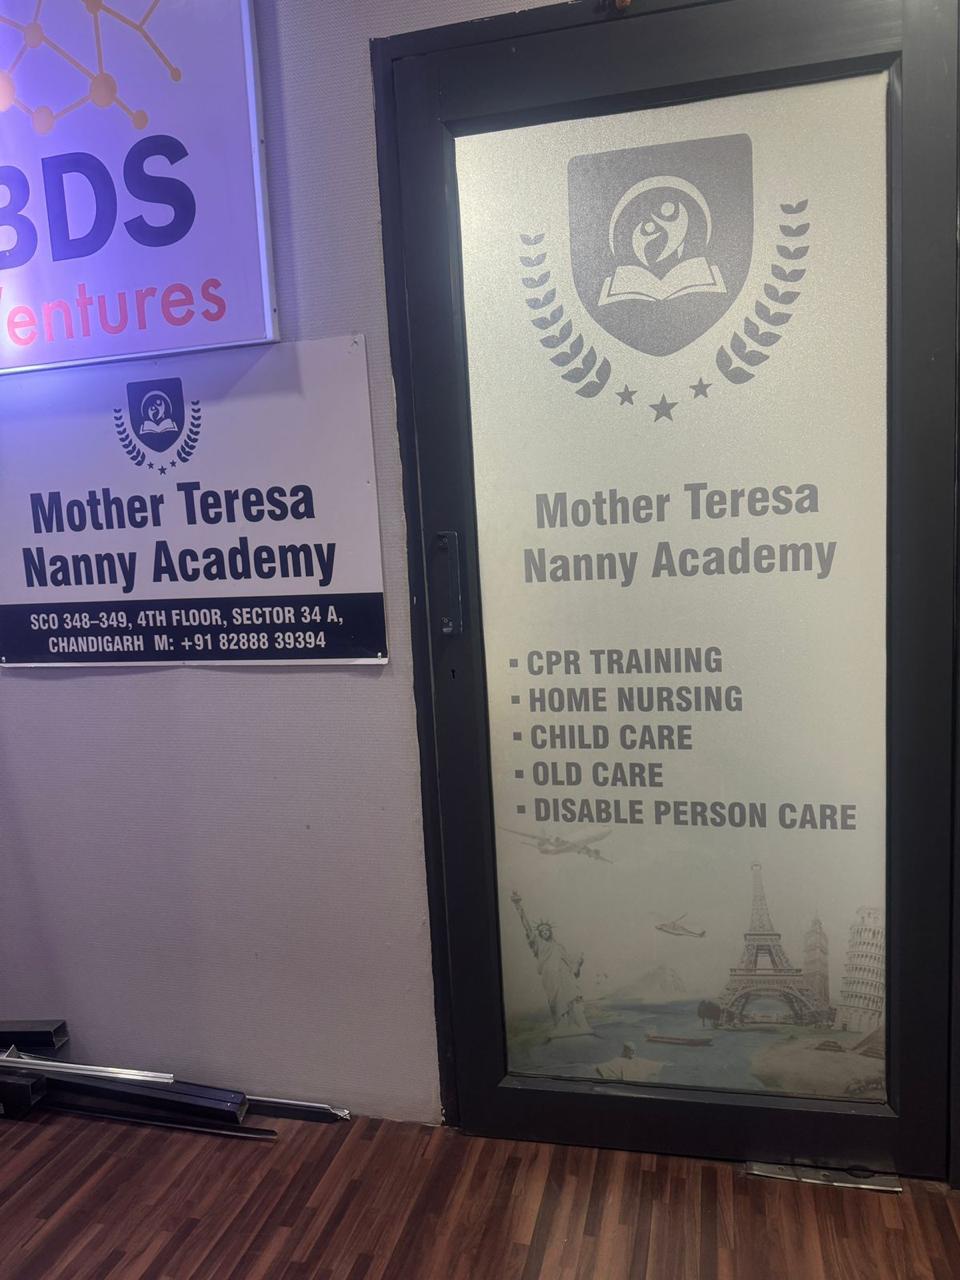 BDS
Ventures
Mother Teresa
Nanny Academy
SCO 348-349, 4TH FLOOR, SECTOR 34 A,
CHANDIGARH M: +91 82888 39394
Mother Teresa
Nanny Academy
▪ CPR TRAINING
▪ HOME NURSING
▪ CHILD CARE
▪ OLD CARE
▪ DISABLE PERSON CARE